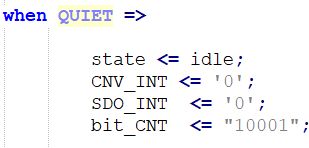 when QUIET =>
state <= idle;
CNV_INT <= '0';
SDO_INT <= '0';
bit_CNT <= "10001";